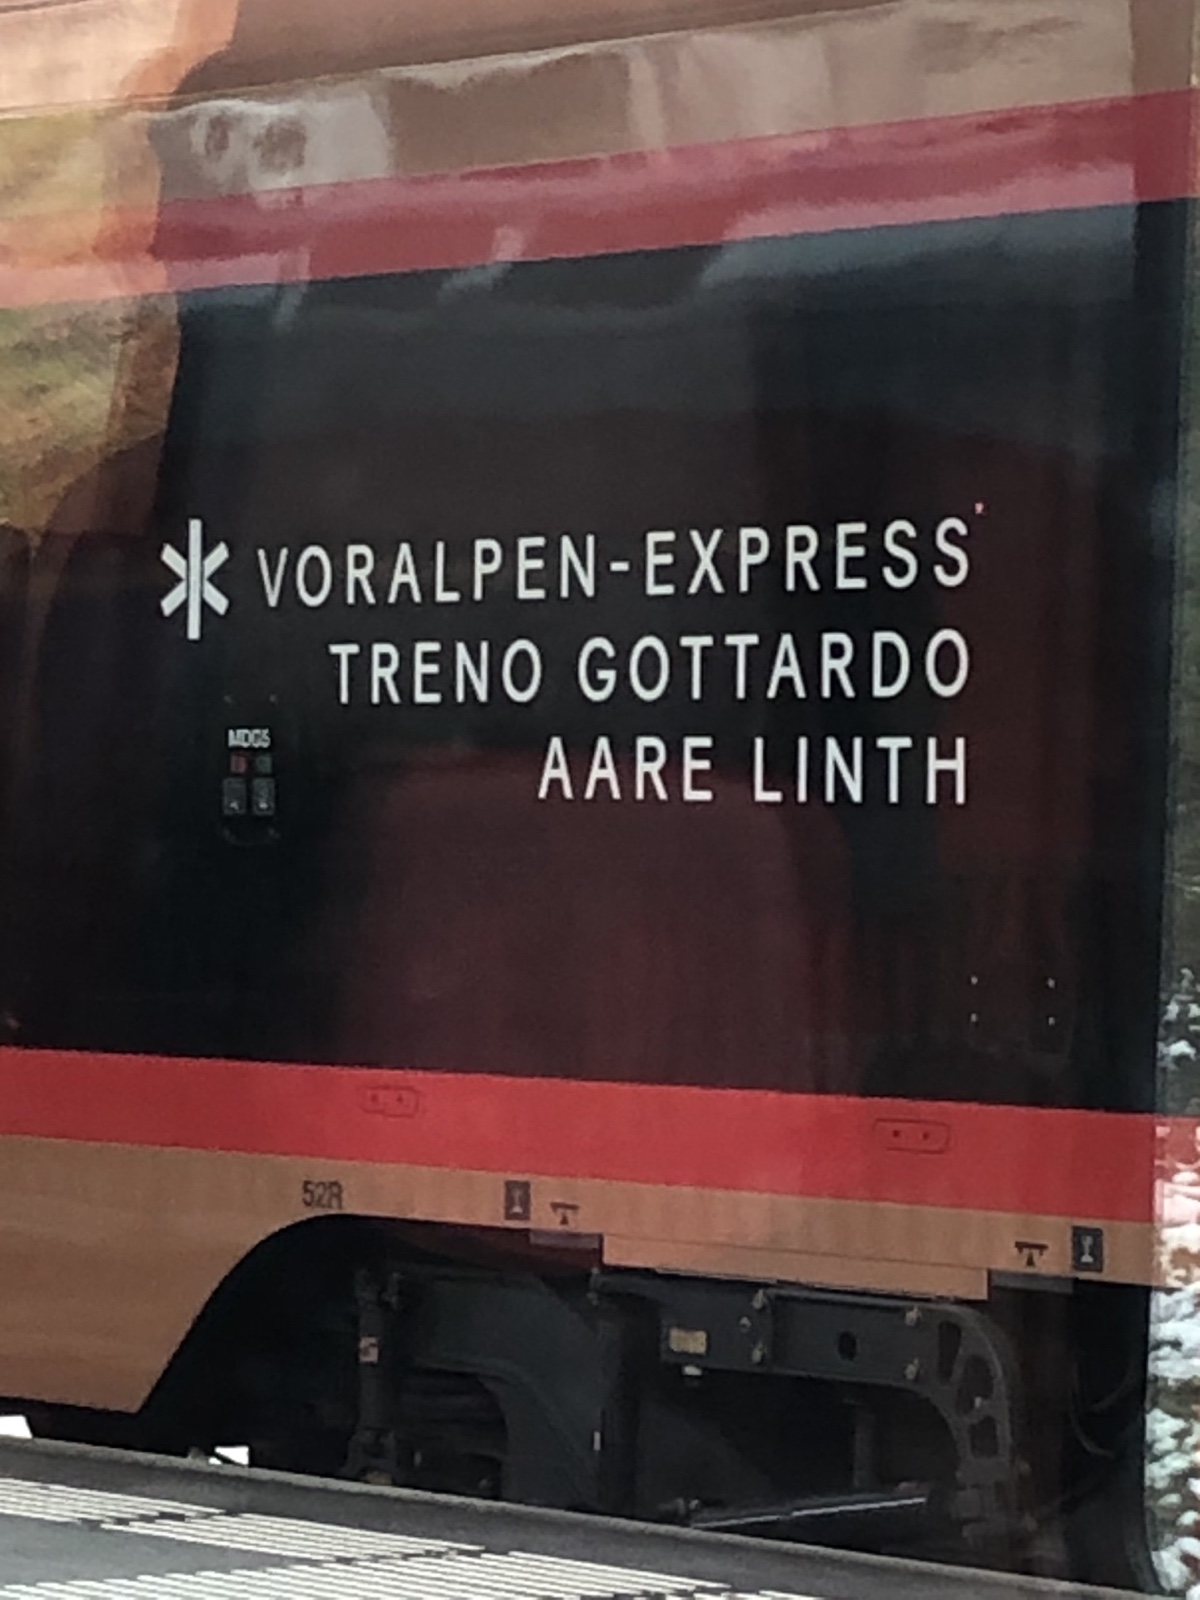 VORALPEN-EXPRESS
TRENO GOTTARDO
AARE LINTH
MDG5
52R